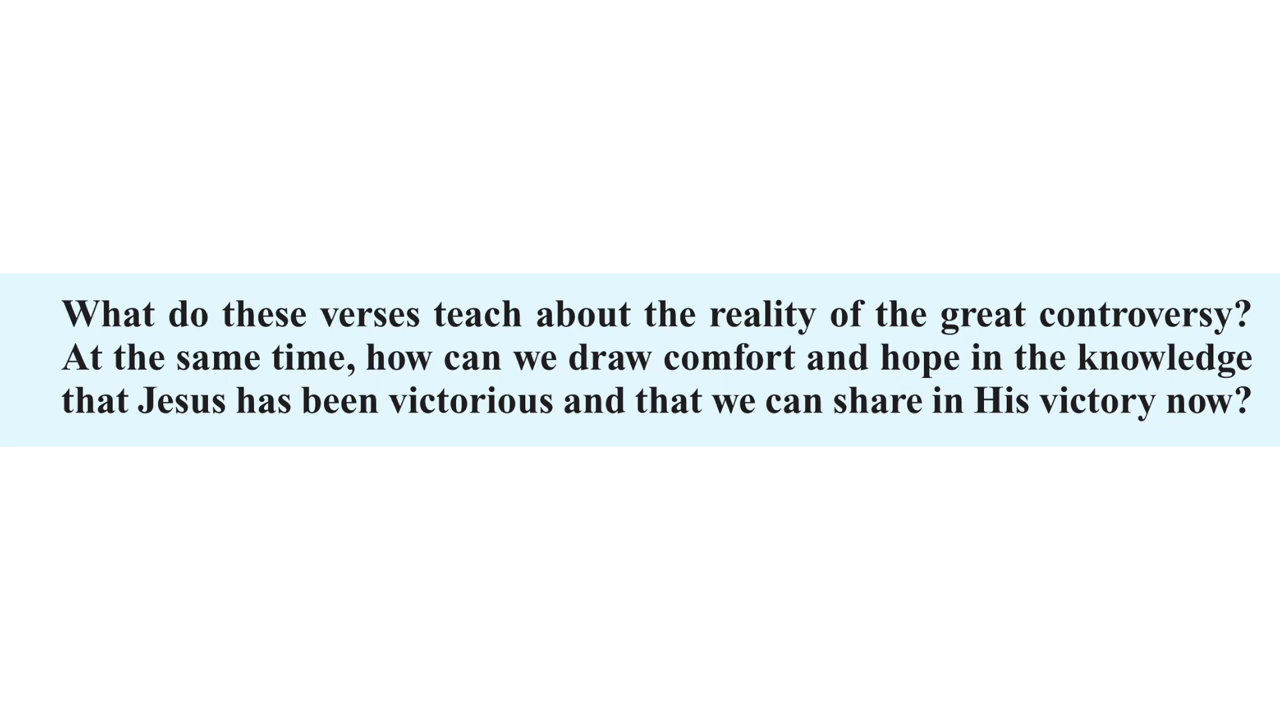 What do these verses teach about the reality of the great controversy?
At the same time, how can we draw comfort and hope in the knowledge
that Jesus has been victorious and that we can share in His victory now?